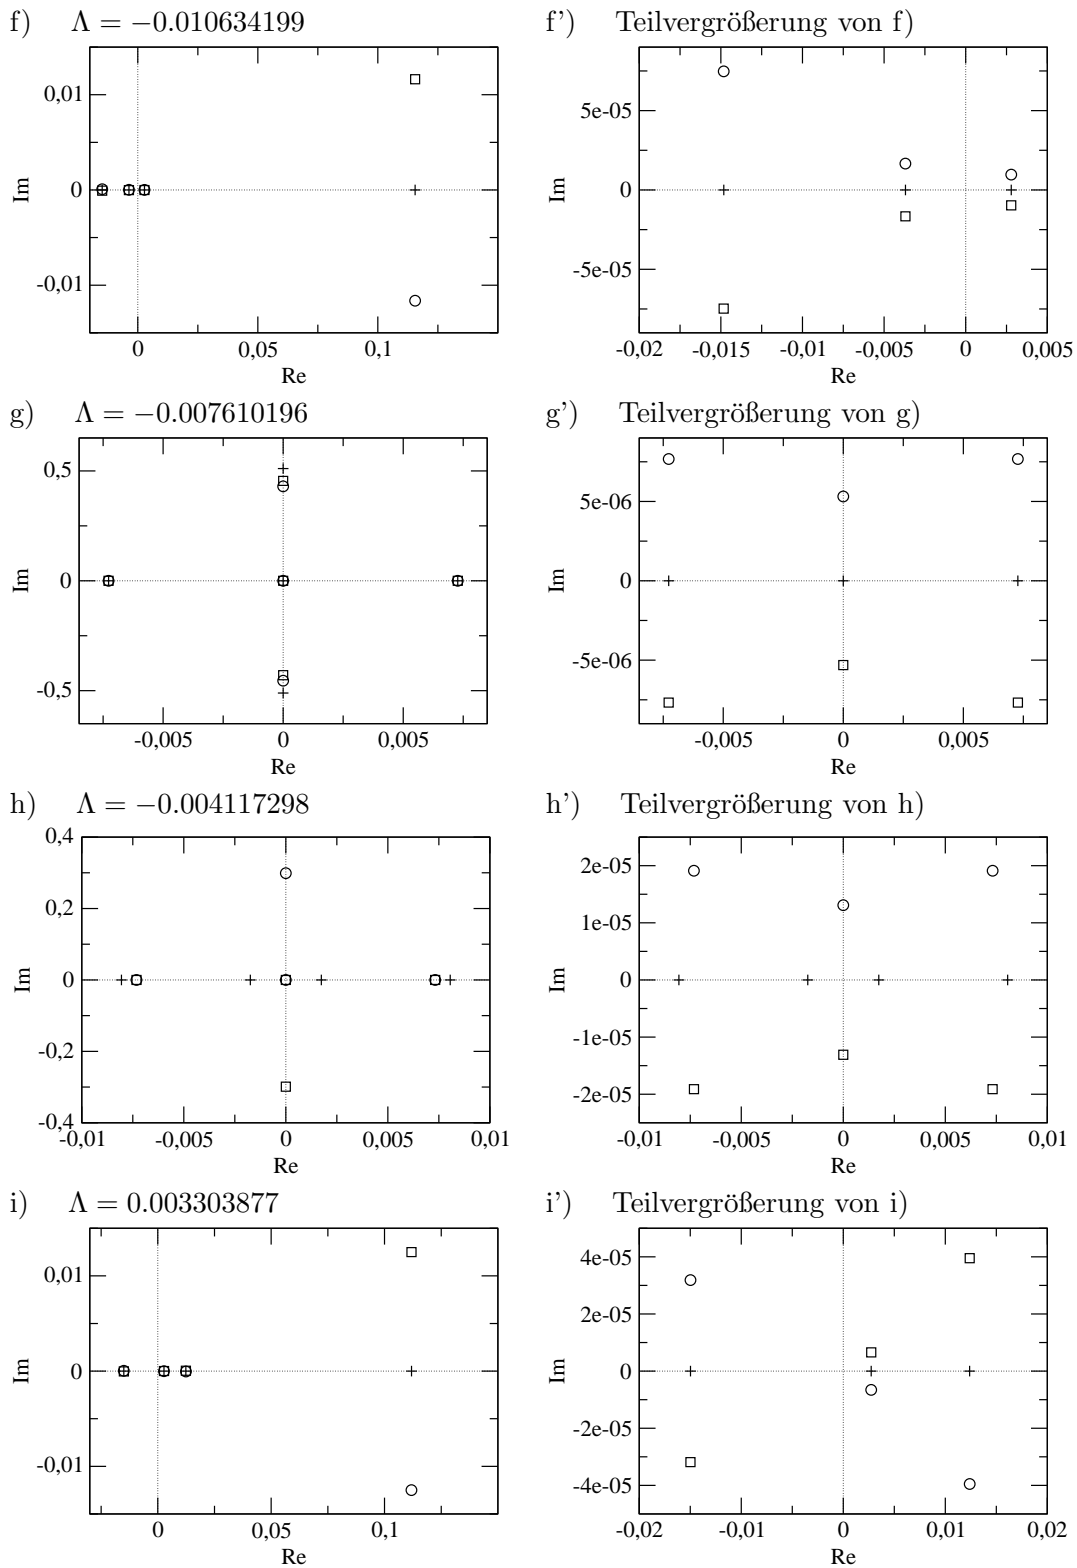 f) Λ = −0.010634199
f') Teilvergrößerung von f)
0,01
0
-0,01
Im
0 0,05 0,1
Re
5e-05
0
-5e-05
Im
-0,02 -0,015 -0,01 -0,005 0 0,005
Re
g) Λ = −0.007610196
g') Teilvergrößerung von g)
0,5
0
-0,5
Im
-0,005 0 0,005
Re
5e-06
0
-5e-06
Im
-0,005 0 0,005
Re
h) Λ = −0.004117298
h') Teilvergrößerung von h)
0,4
0,2
0
-0,2
-0,4
Im
-0,01 -0,005 0 0,005 0,01
Re
2e-05
1e-05
0
-1e-05
-2e-05
Im
-0,01 -0,005 0 0,005 0,01
Re
i) Λ = 0.003303877
i') Teilvergrößerung von i)
0,01
0
-0,01
Im
0 0,05 0,1
Re
4e-05
2e-05
0
-2e-05
-4e-05
Im
-0,02 -0,01 0 0,01 0,02
Re